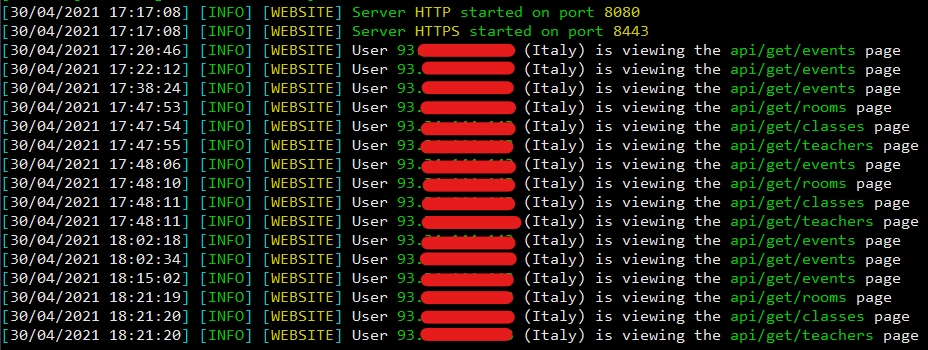 [30/04/2021 17:17:08] [INFO] [WEBSITE] Server HTTP started on port 8080
[30/04/2021 17:17:08] [INFO] [WEBSITE] Server HTTPS started on port 8443
[30/04/2021 17:20:46] [INFO] [WEBSITE] User 93. (Italy) is viewing the api/get/events page
[30/04/2021 17:22:12] [INFO] [WEBSITE] User 93. (Italy) is viewing the api/get/events page
[30/04/2021 17:38:24] [INFO] [WEBSITE] User 93. (Italy) is viewing the api/get/events page
[30/04/2021 17:47:53] [INFO] [WEBSITE] User 93. (Italy) is viewing the api/get/rooms page
[30/04/2021 17:47:54] [INFO] [WEBSITE] User 93. (Italy) is viewing the api/get/classes page
[30/04/2021 17:47:55] [INFO] [WEBSITE] User 93. (Italy) is viewing the api/get/teachers page
[30/04/2021 17:48:06] [INFO] [WEBSITE] User 93. (Italy) is viewing the api/get/events page
[30/04/2021 17:48:10] [INFO] [WEBSITE] User 93. (Italy) is viewing the api/get/rooms page
[30/04/2021 17:48:11] [INFO] [WEBSITE] User 93. (Italy) is viewing the api/get/classes page
[30/04/2021 17:48:11] [INFO] [WEBSITE] User 93. (Italy) is viewing the api/get/teachers page
[30/04/2021 18:02:18] [INFO] [WEBSITE] User 93. (Italy) is viewing the api/get/events page
[30/04/2021 18:02:34] [INFO] [WEBSITE] User 93. (Italy) is viewing the api/get/events page
[30/04/2021 18:15:02] [INFO] [WEBSITE] User 93. (Italy) is viewing the api/get/events page
[30/04/2021 18:21:19] [INFO] [WEBSITE] User 93. (Italy) is viewing the api/get/rooms page
[30/04/2021 18:21:20] [INFO] [WEBSITE] User 93. (Italy) is viewing the api/get/classes page
[30/04/2021 18:21:20] [INFO] [WEBSITE] User 93. (Italy) is viewing the api/get/teachers page